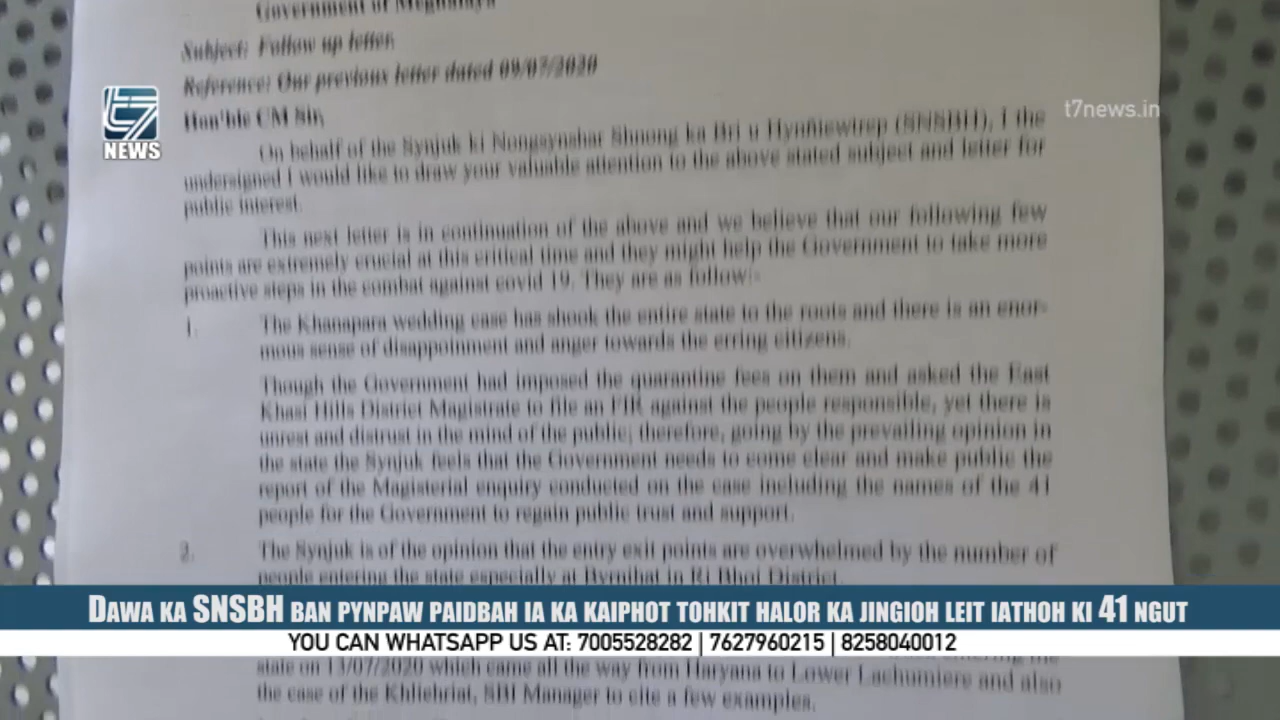 Government of Meghalaya
Subject: Follow up letter.
Reference: Our previous letter dated 09/07/2020
Hon'ble CM Sir,
On behalf of the Synjuk ki Nongsynshar Shnong ka Bri u Hynñiewtrep (SNSBH), I the
undersigned I would like to draw your valuable attention to the above stated subject and letter for
public interest.
This next letter is in continuation of the above and we believe that our following few
points are extremely crucial at this critical time and they might help the Government to take more
proactive steps in the combat against covid 19. They are as follow:-
1. The Khanapara wedding case has shook the entire state to the roots and there is an enor-
mous sense of disappoinment and anger towards the erring citizens.
Though the Government had imposed the quarantine fees on them and asked the East
Khasi Hills District Magistrate to file an FIR against the people responsible, yet there is
unrest and distrust in the mind of the public; therefore, going by the prevailing opinion in
the state the Synjuk feels that the Government needs to come clear and make public the
report of the Magisterial enquiry conducted on the case including the names of the 41
people for the Government to regain public trust and support.
2. The Synjuk is of the opinion that the entry exit points are overwhelmed by the number of
people entering the state especially at Byrnihat in Ri Bhoi District.
state on 13/07/2020 which came all the way from Haryana to Lower Lachumiere and also
the case of the Khliehriat, SBI Manager to cite a few examples.
T7
NEWS
t7news.in
DAWA KA SNSBH BAN PYNPAW PAIDBAH IA KA KAIPHOT TOHKIT HALOR KA JINGIOH LEIT IATHOH KI 41 NGUT
YOU CAN WHATSAPP US AT: 7005528282 | 7627960215 | 8258040012